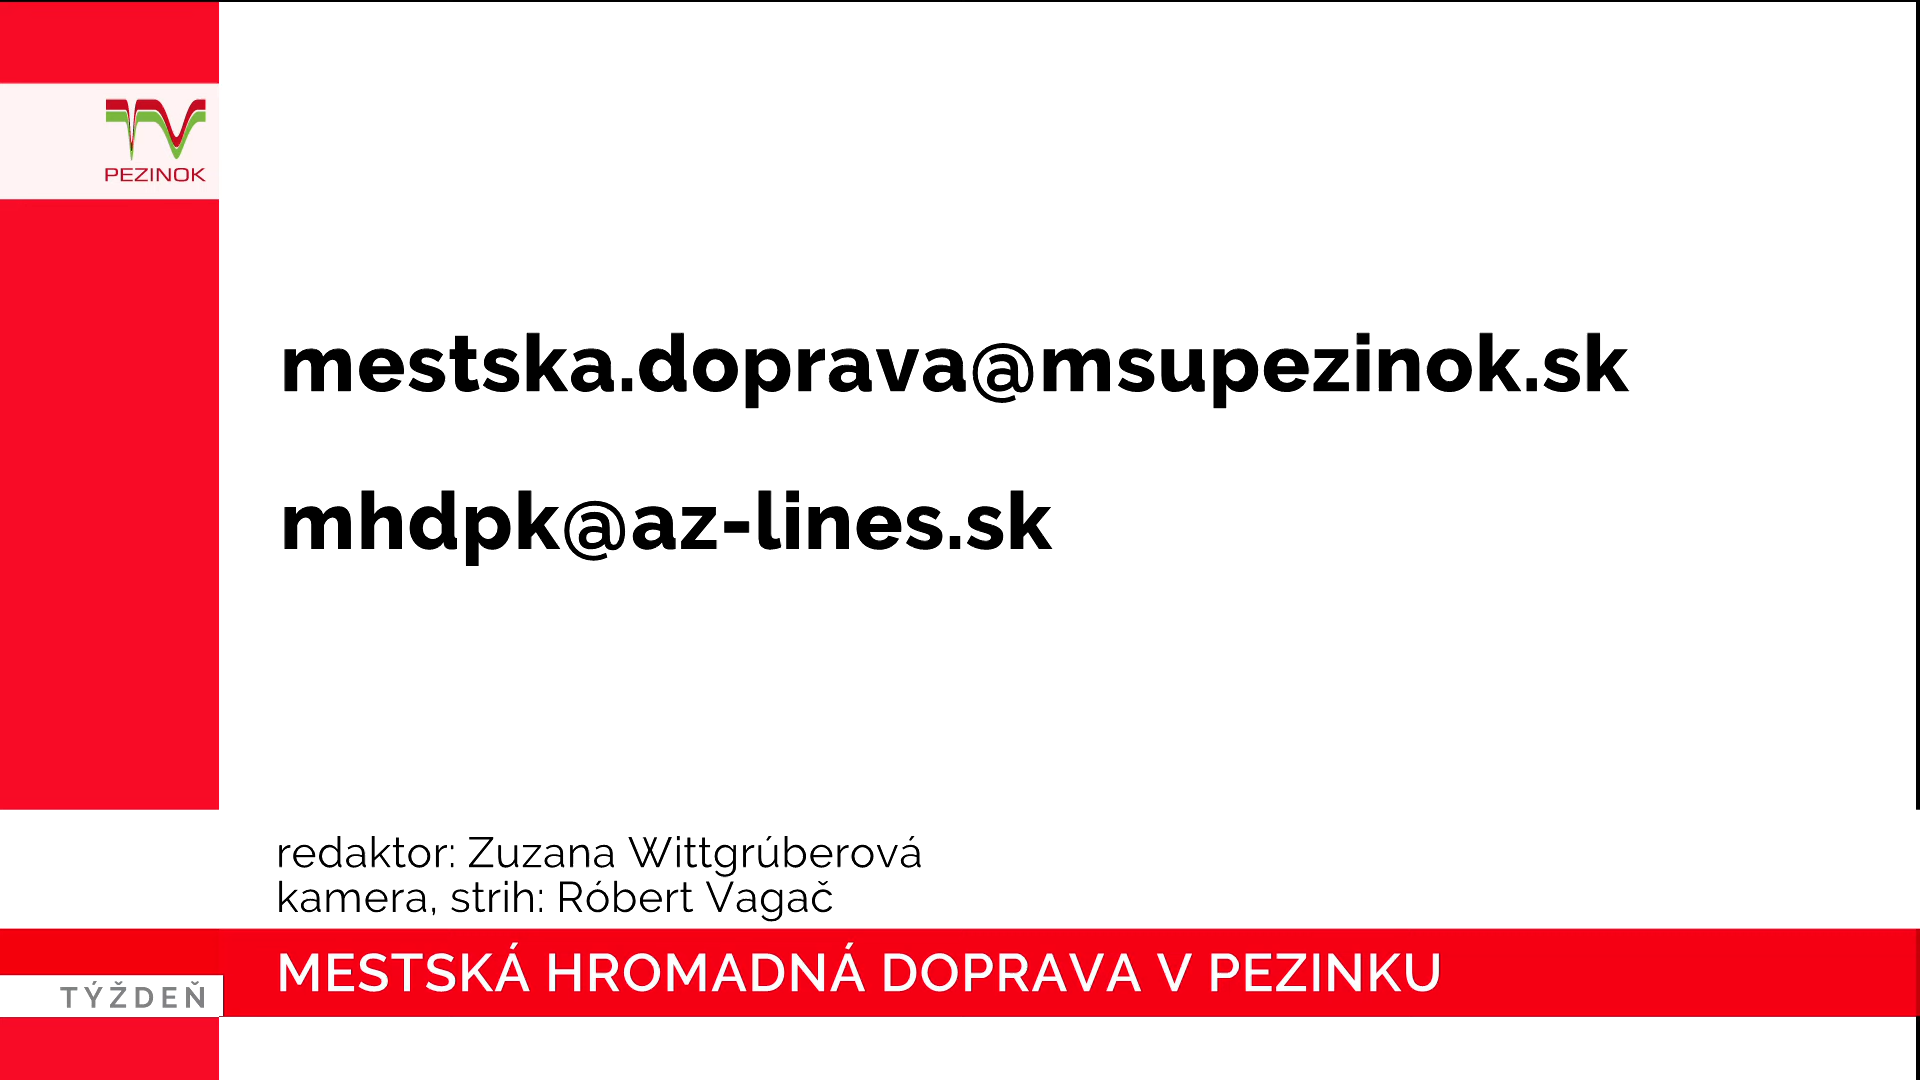 TV
PEZINOK
mestska.doprava@msupezinok.sk
mhdpk@az-lines.sk
redaktor: Zuzana Wittgrúberová
kamera, strih: Róbert Vagač
MESTSKÁ HROMADNÁ DOPRAVA V PEZINKU
TÝŽDEŇ